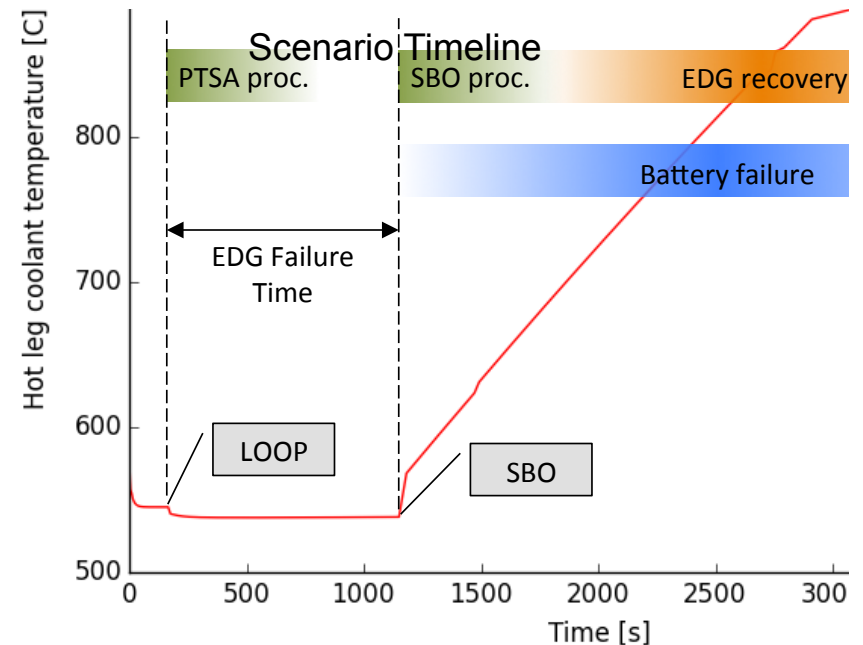 Scenario Timeline
PTSA proc.
SBO proc.
EDG recovery
Battery failure
EDG Failure
Time
LOOP
SBO
Hot leg coolant temperature [C]
800
700
600
500
0
500
1000
1500
2000
2500
300
Time [s]